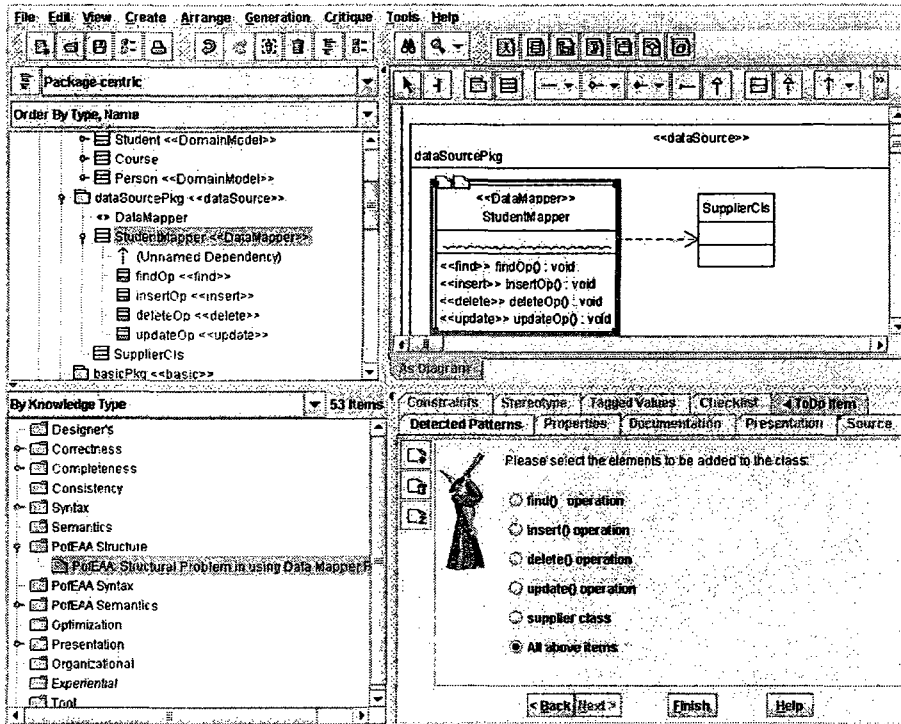 File Edit View Create Arrange Generation Critique Tools Help
Package-centric
Order By Type, Name
Student <<DomainModel>>
Course
Person <<DomainModel>>
dataSourcePkg <<dataSource>>
DataMapper
StudentMapper <<DataMapper>>
(Unnamed Dependency)
findOp <<find>>
insertOp <<insert>>
deleteOp <<delete>>
updateOp <<update>>
SupplierCls
basicPkg <<basic>>
<<dataSource>>
dataSourcePkg
<<DataMapper>>
StudentMapper
<<find>> findOp() : void
<<insert>> insertOp() : void
<<delete>> deleteOp() : void
<<update>> updateOp() : void
SupplierCls
As Diagram
By Knowledge Type
53 Items
Designer's
Correctness
Completeness
Consistency
Syntax
Semantics
PofEAA Structure
PofEAA: Structural Problem in using Data Mapper P
PofEAA Syntax
PofEAA Semantics
Optimization
Presentation
Organizational
Experiential
Tool
Constraints Stereotype Tagged Values Checklist ToDo Item
Detected Patterns Properties Documentation Presentation Source
Please select the elements to be added to the class:
find() operation
insert() operation
delete() operation
update() operation
supplier class
All above items
< Back Next > Finish Help